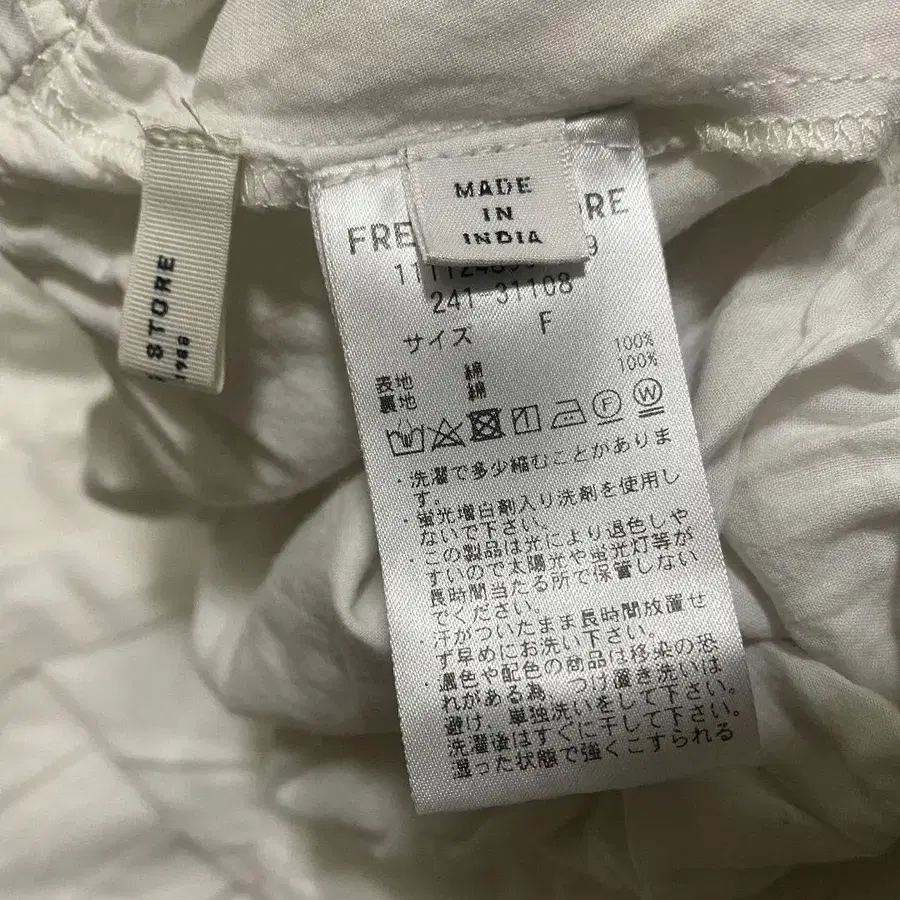 STORE
1988
MADE
IN
INDIA
FRE RE
9
241-31108
サイズ F
表地 綿 100%
裏地 綿 100%
F
W
・洗濯で多少縮むことがありま
す。
・蛍光増白剤入り洗剤を使用し
ないで下さい。
・この製品は光により退色しや
すいので太陽光や蛍光灯等が
長時間当たる所で保管しない
でください。
・汗がついたまま長時間放置せ
ず早めにお洗い下さい。
・濃色や配色の商品は移染の恐
れがある為、つけ置き洗いは
避け、単独洗いをして下さい。
洗濯後はすぐに干して下さい。
湿った状態で強くこすられる